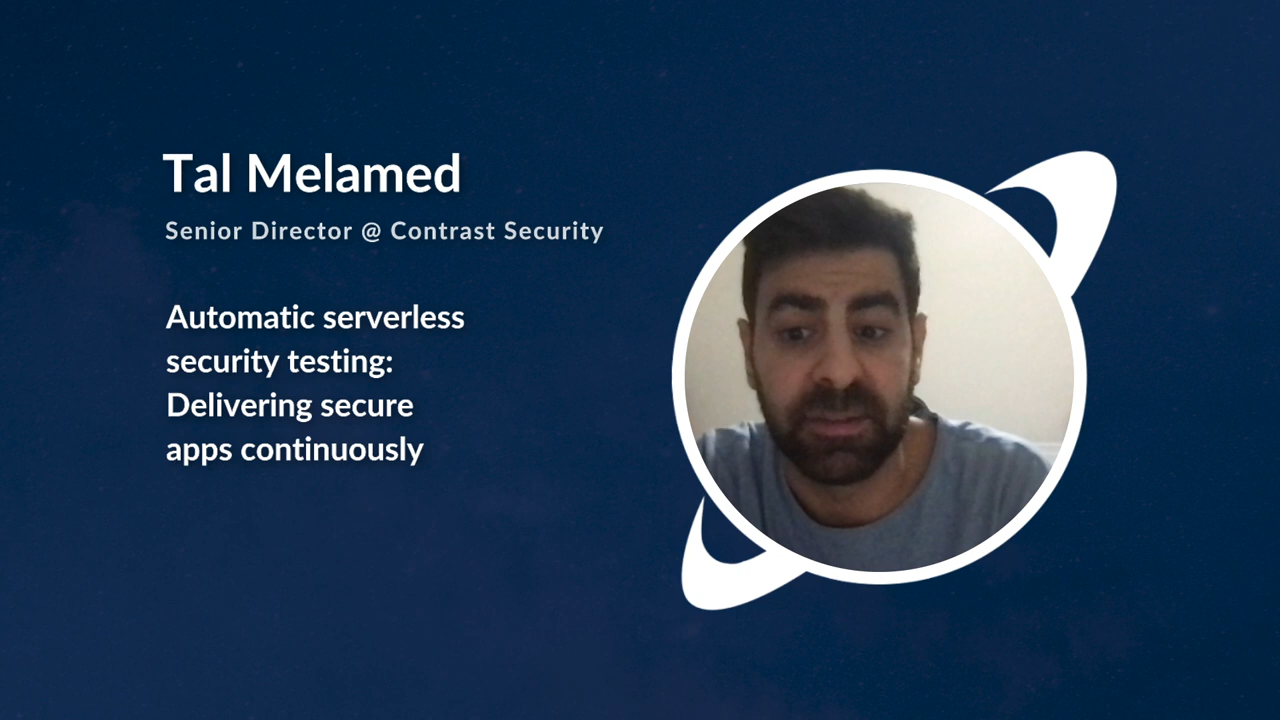 Tal Melamed
Senior Director @ Contrast Security
Automatic serverless
security testing:
Delivering secure
apps continuously